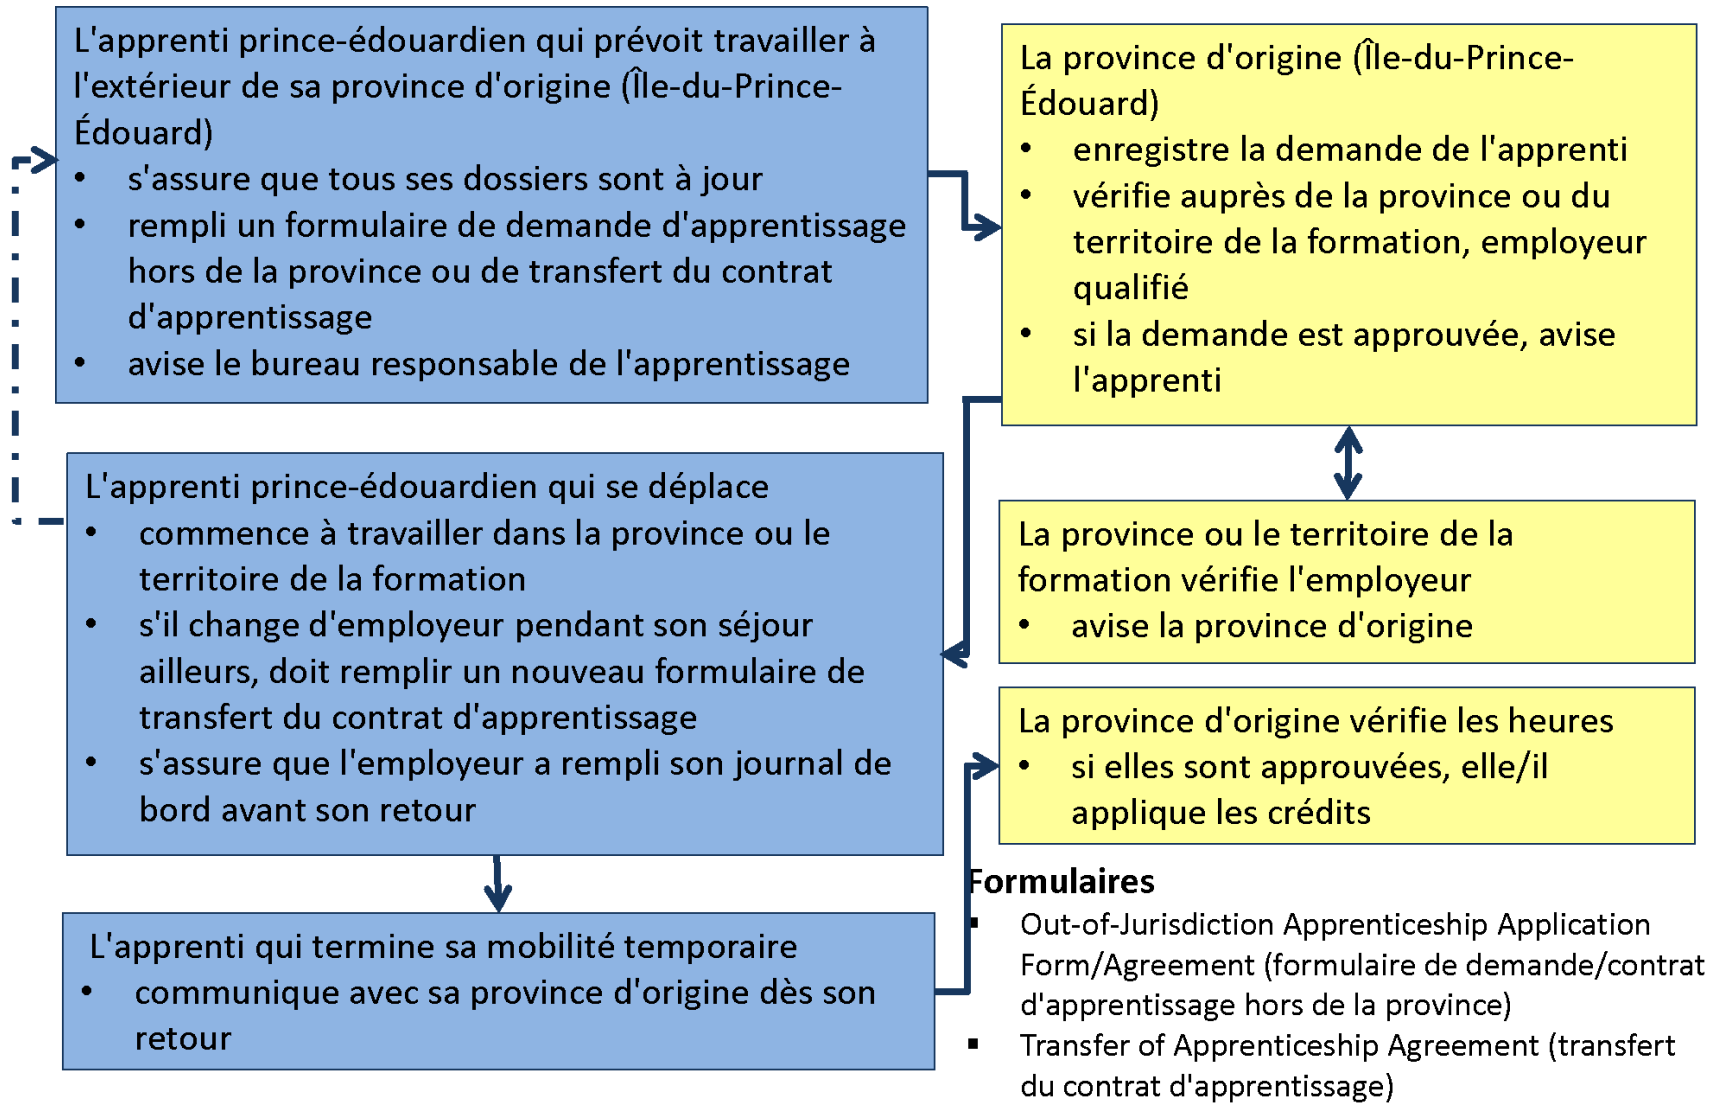 L'apprenti prince-édouardien qui prévoit travailler à
l'extérieur de sa province d'origine (Île-du-Prince-
Édouard)
• s'assure que tous ses dossiers sont à jour
• rempli un formulaire de demande d'apprentissage
hors de la province ou de transfert du contrat
d'apprentissage
• avise le bureau responsable de l'apprentissage
La province d'origine (Île-du-Prince-
Édouard)
• enregistre la demande de l'apprenti
• vérifie auprès de la province ou du
territoire de la formation, employeur
qualifié
• si la demande est approuvée, avise
l'apprenti
L'apprenti prince-édouardien qui se déplace
• commence à travailler dans la province ou le
territoire de la formation
• s'il change d'employeur pendant son séjour
ailleurs, doit remplir un nouveau formulaire de
transfert du contrat d'apprentissage
• s'assure que l'employeur a rempli son journal de
bord avant son retour
La province ou le territoire de la
formation vérifie l'employeur
• avise la province d'origine
La province d'origine vérifie les heures
• si elles sont approuvées, elle/il
applique les crédits
L'apprenti qui termine sa mobilité temporaire
• communique avec sa province d'origine dès son
retour
Formulaires
▪ Out-of-Jurisdiction Apprenticeship Application
Form/Agreement (formulaire de demande/contrat
d'apprentissage hors de la province)
▪ Transfer of Apprenticeship Agreement (transfert
du contrat d'apprentissage)